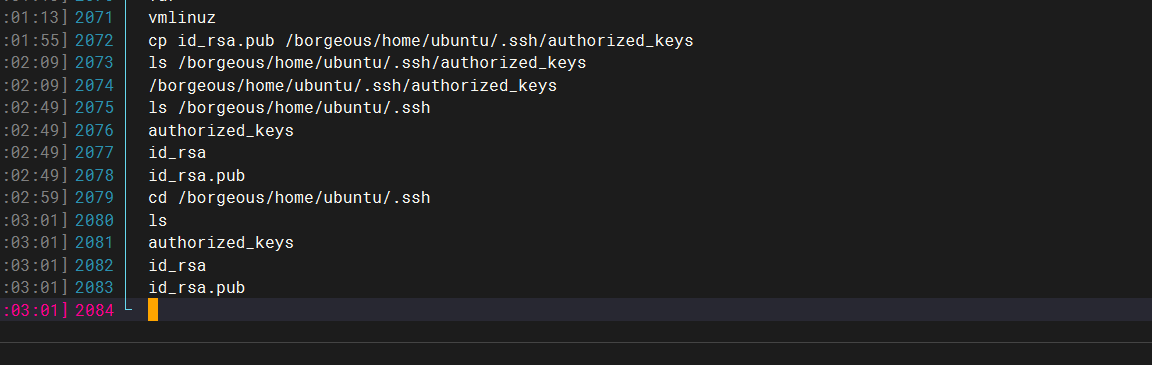 :01:13] 2071 vmlinuz
:01:55] 2072 cp id_rsa.pub /borgeous/home/ubuntu/.ssh/authorized_keys
:02:09] 2073 ls /borgeous/home/ubuntu/.ssh/authorized_keys
:02:09] 2074 /borgeous/home/ubuntu/.ssh/authorized_keys
:02:49] 2075 ls /borgeous/home/ubuntu/.ssh
:02:49] 2076 authorized_keys
:02:49] 2077 id_rsa
:02:49] 2078 id_rsa.pub
:02:59] 2079 cd /borgeous/home/ubuntu/.ssh
:03:01] 2080 ls
:03:01] 2081 authorized_keys
:03:01] 2082 id_rsa
:03:01] 2083 id_rsa.pub
:03:01] 2084